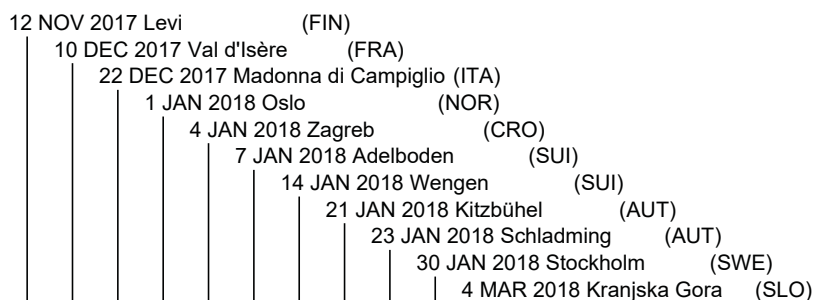 12 NOV 2017 Levi (FIN)
10 DEC 2017 Val d'Isère (FRA)
22 DEC 2017 Madonna di Campiglio (ITA)
1 JAN 2018 Oslo (NOR)
4 JAN 2018 Zagreb (CRO)
7 JAN 2018 Adelboden (SUI)
14 JAN 2018 Wengen (SUI)
21 JAN 2018 Kitzbühel (AUT)
23 JAN 2018 Schladming (AUT)
30 JAN 2018 Stockholm (SWE)
4 MAR 2018 Kranjska Gora (SLO)